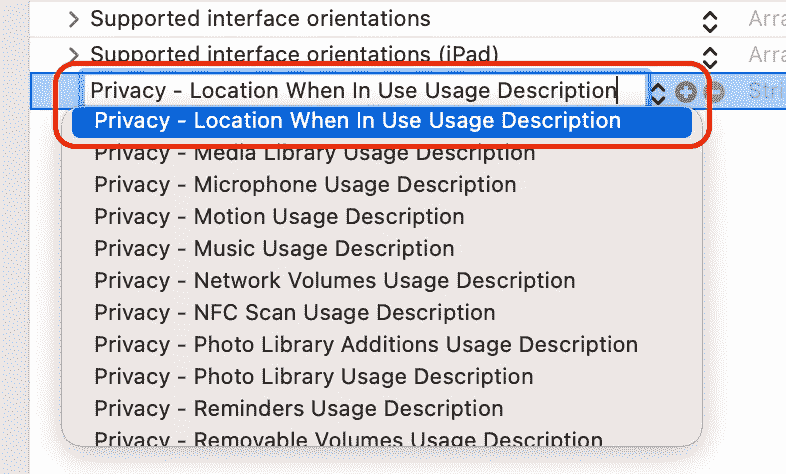 Supported interface orientations Arra
Supported interface orientations (iPad) Arra
Privacy - Location When In Use Usage Description Stri
Privacy - Location When In Use Usage Description
Privacy - Media Library Usage Description
Privacy - Microphone Usage Description
Privacy - Motion Usage Description
Privacy - Music Usage Description
Privacy - Network Volumes Usage Description
Privacy - NFC Scan Usage Description
Privacy - Photo Library Additions Usage Description
Privacy - Photo Library Usage Description
Privacy - Reminders Usage Description
Privacy - Removable Volumes Usage Description